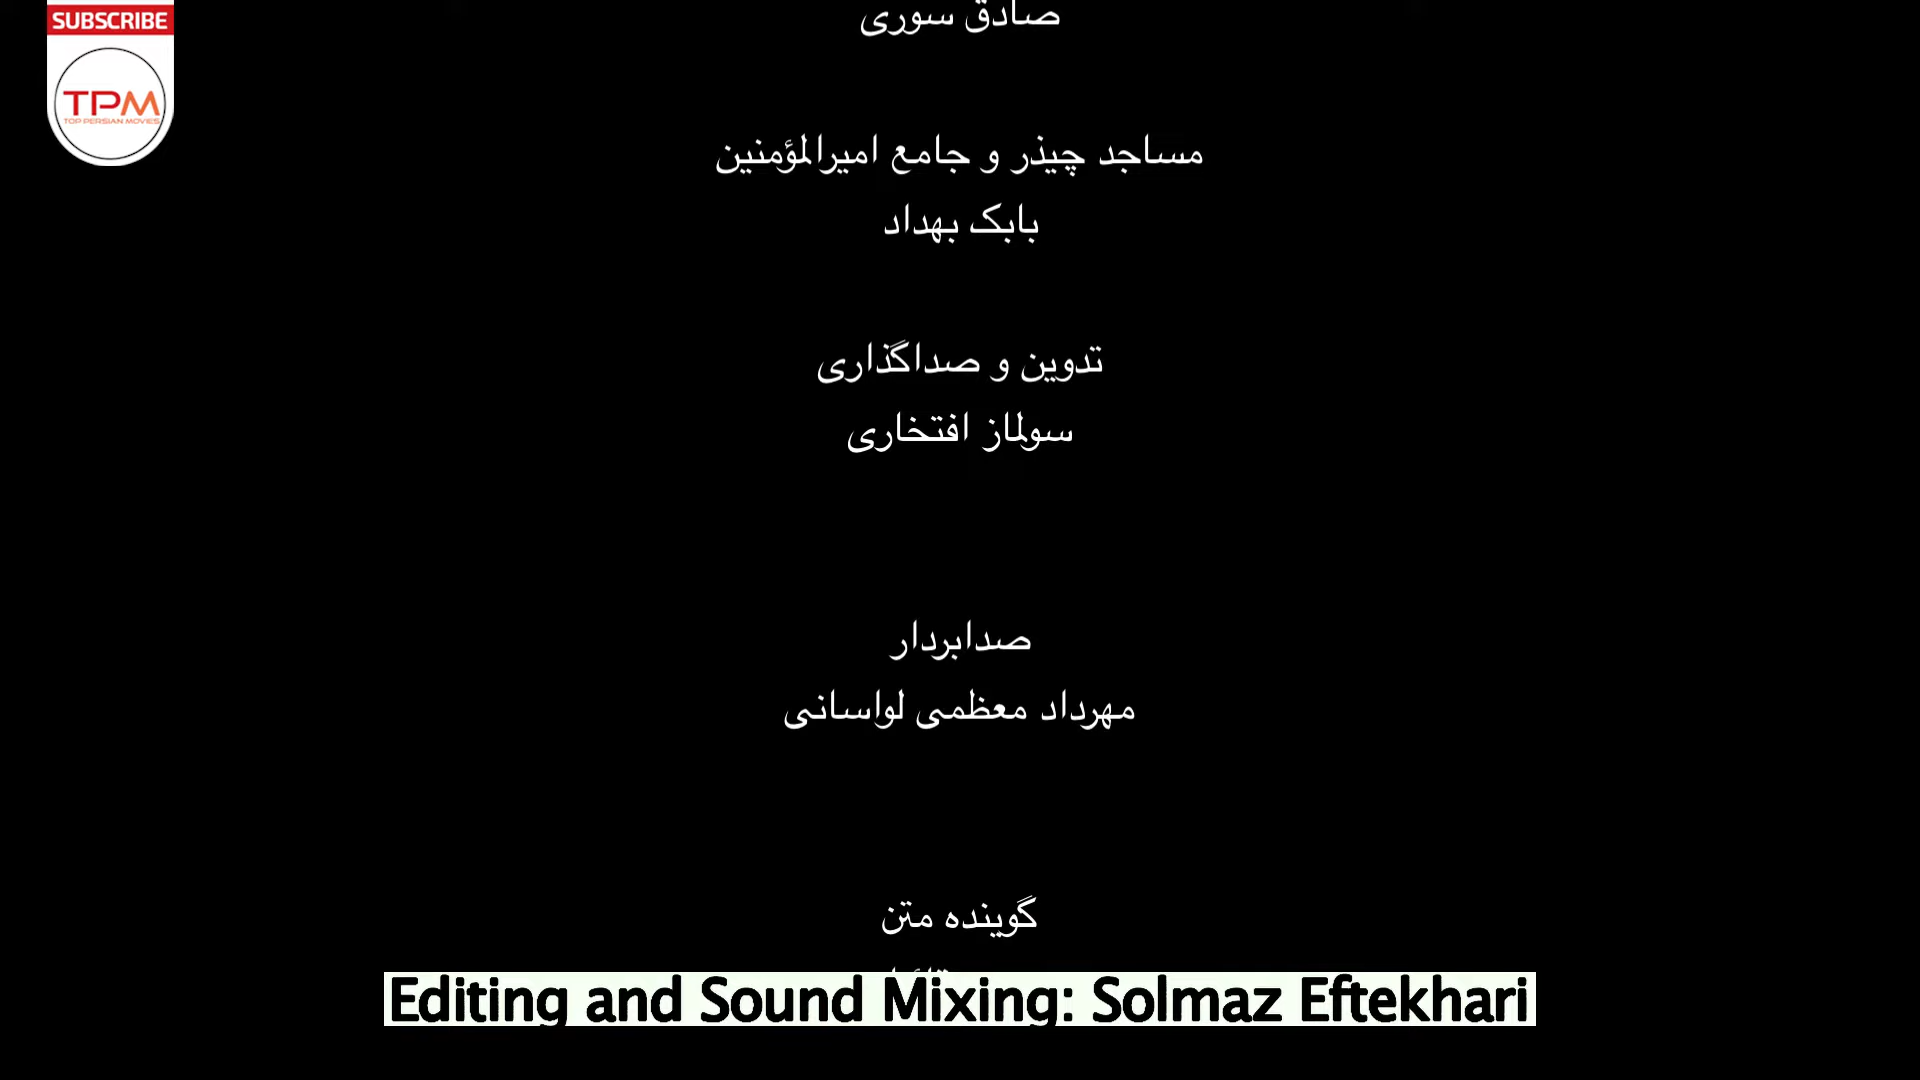 SUBSCRIBE
TPM
TOP PERSIAN MOVIES
صادق سوری
مساجد چیذر و جامع امیرالمؤمنین
بابک بهداد
تدوین و صداگذاری
سولماز افتخاری
صدابردار
مهرداد معظمی لواسانی
گوینده متن
Editing and Sound Mixing: Solmaz Eftekhari